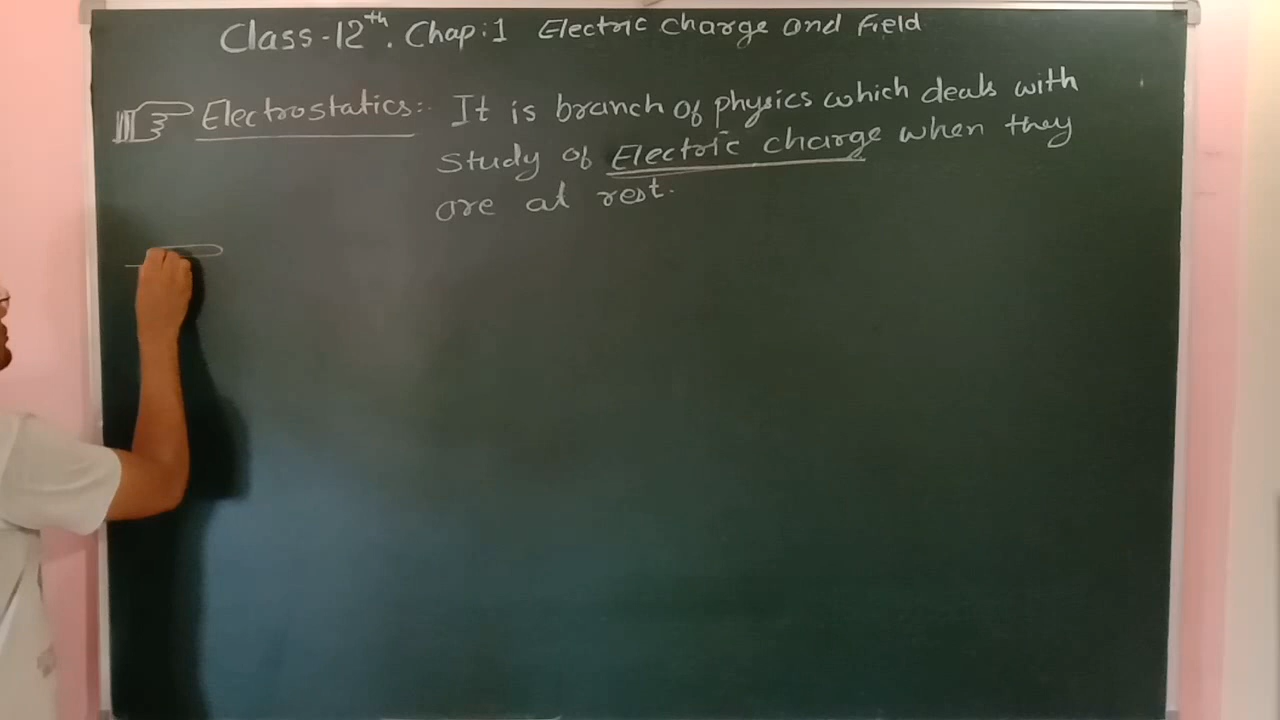 Class-12th. Chap:1 Electric Charge and Field
Electrostatics:- It is branch of physics which deals with
study of Electric charge when they
are at rest.